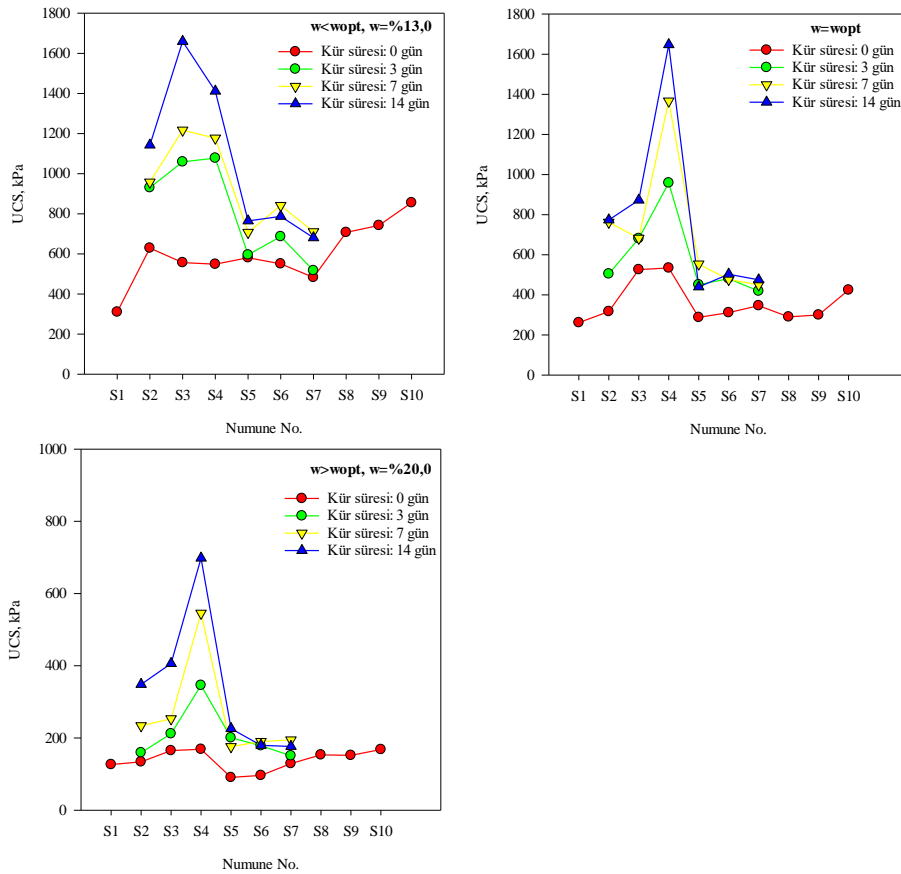 1800
1600
1400
1200
1000
800
600
400
200
0
UCS, kPa
w<wopt, w=%13,0
Kür süresi: 0 gün
Kür süresi: 3 gün
Kür süresi: 7 gün
Kür süresi: 14 gün
S1 S2 S3 S4 S5 S6 S7 S8 S9 S10
Numune No.
1800
1600
1400
1200
1000
800
600
400
200
0
UCS, kPa
w=wopt
Kür süresi: 0 gün
Kür süresi: 3 gün
Kür süresi: 7 gün
Kür süresi: 14 gün
S1 S2 S3 S4 S5 S6 S7 S8 S9 S10
Numune No.
1000
800
600
400
200
0
UCS, kPa
w>wopt, w=%20,0
Kür süresi: 0 gün
Kür süresi: 3 gün
Kür süresi: 7 gün
Kür süresi: 14 gün
S1 S2 S3 S4 S5 S6 S7 S8 S9 S10
Numune No.